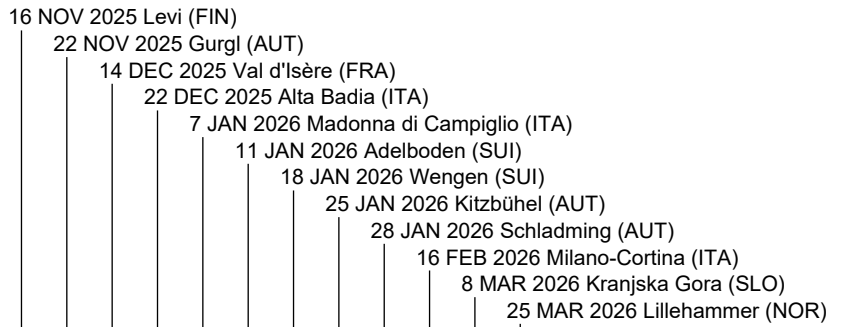 16 NOV 2025 Levi (FIN)
22 NOV 2025 Gurgl (AUT)
14 DEC 2025 Val d'Isère (FRA)
22 DEC 2025 Alta Badia (ITA)
7 JAN 2026 Madonna di Campiglio (ITA)
11 JAN 2026 Adelboden (SUI)
18 JAN 2026 Wengen (SUI)
25 JAN 2026 Kitzbühel (AUT)
28 JAN 2026 Schladming (AUT)
16 FEB 2026 Milano-Cortina (ITA)
8 MAR 2026 Kranjska Gora (SLO)
25 MAR 2026 Lillehammer (NOR)